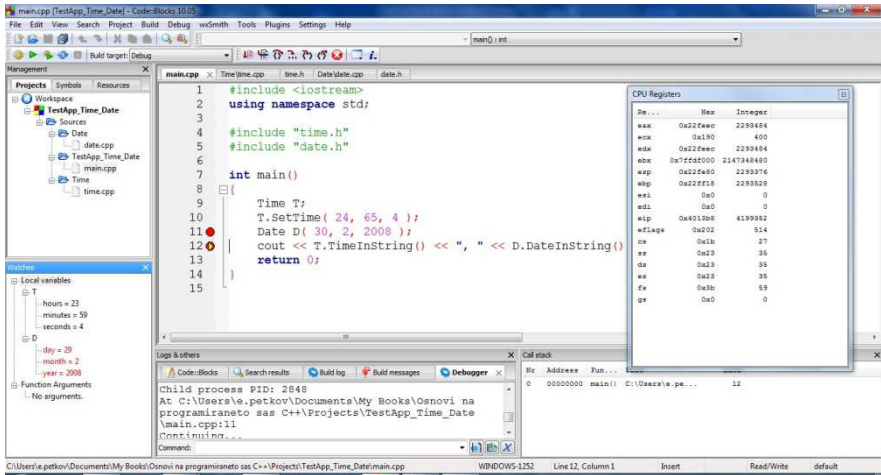 main.cpp [TestApp_Time_Date] - Code::Blocks 10.05
File Edit View Search Project Build Debug wxSmith Tools Plugins Settings Help
main() : int
Build target: Debug
Management
Projects Symbols Resources
Workspace
TestApp_Time_Date
Sources
Date
date.cpp
TestApp_Time_Date
main.cpp
Time
time.cpp
Watches
Local variables
T
hours = 23
minutes = 59
seconds = 4
D
day = 29
month = 2
year = 2008
Function Arguments
No arguments.
main.cpp Time\time.cpp time.h Date\date.cpp date.h
1 #include <iostream>
2 using namespace std;
3
4 #include "time.h"
5 #include "date.h"
6
7 int main()
8 {
9 Time T;
10 T.SetTime( 24, 65, 4 );
11 Date D( 30, 2, 2008 );
12 cout << T.TimeInString() << ", " << D.DateInString()
13 return 0;
14 }
15
CPU Registers
Re... Hex Integer
eax 0x22feec 2293484
ecx 0x190 400
edx 0x22feec 2293484
ebx 0x7ffdf000 2147348480
esp 0x22fe80 2293376
ebp 0x22ff18 2293528
esi 0x0 0
edi 0x0 0
eip 0x4013b8 4199352
eflags 0x202 514
cs 0x1b 27
ss 0x23 35
ds 0x23 35
es 0x23 35
fs 0x3b 59
gs 0x0 0
Logs & others
Code::Blocks Search results Build log Build messages Debugger
Child process PID: 2848
At C:\Users\e.petkov\Documents\My Books\Osnovi na
programiraneto sas C++\Projects\TestApp_Time_Date
\main.cpp:11
Continuing...
Command:
Call stack
Nr Address Fun...
0 00000000 main() C:\Users\e.pe... 12
C:\Users\e.petkov\Documents\My Books\Osnovi na programiraneto sas C++\Projects\TestApp_Time_Date\main.cpp WINDOWS-1252 Line 12, Column 1 Insert Read/Write default